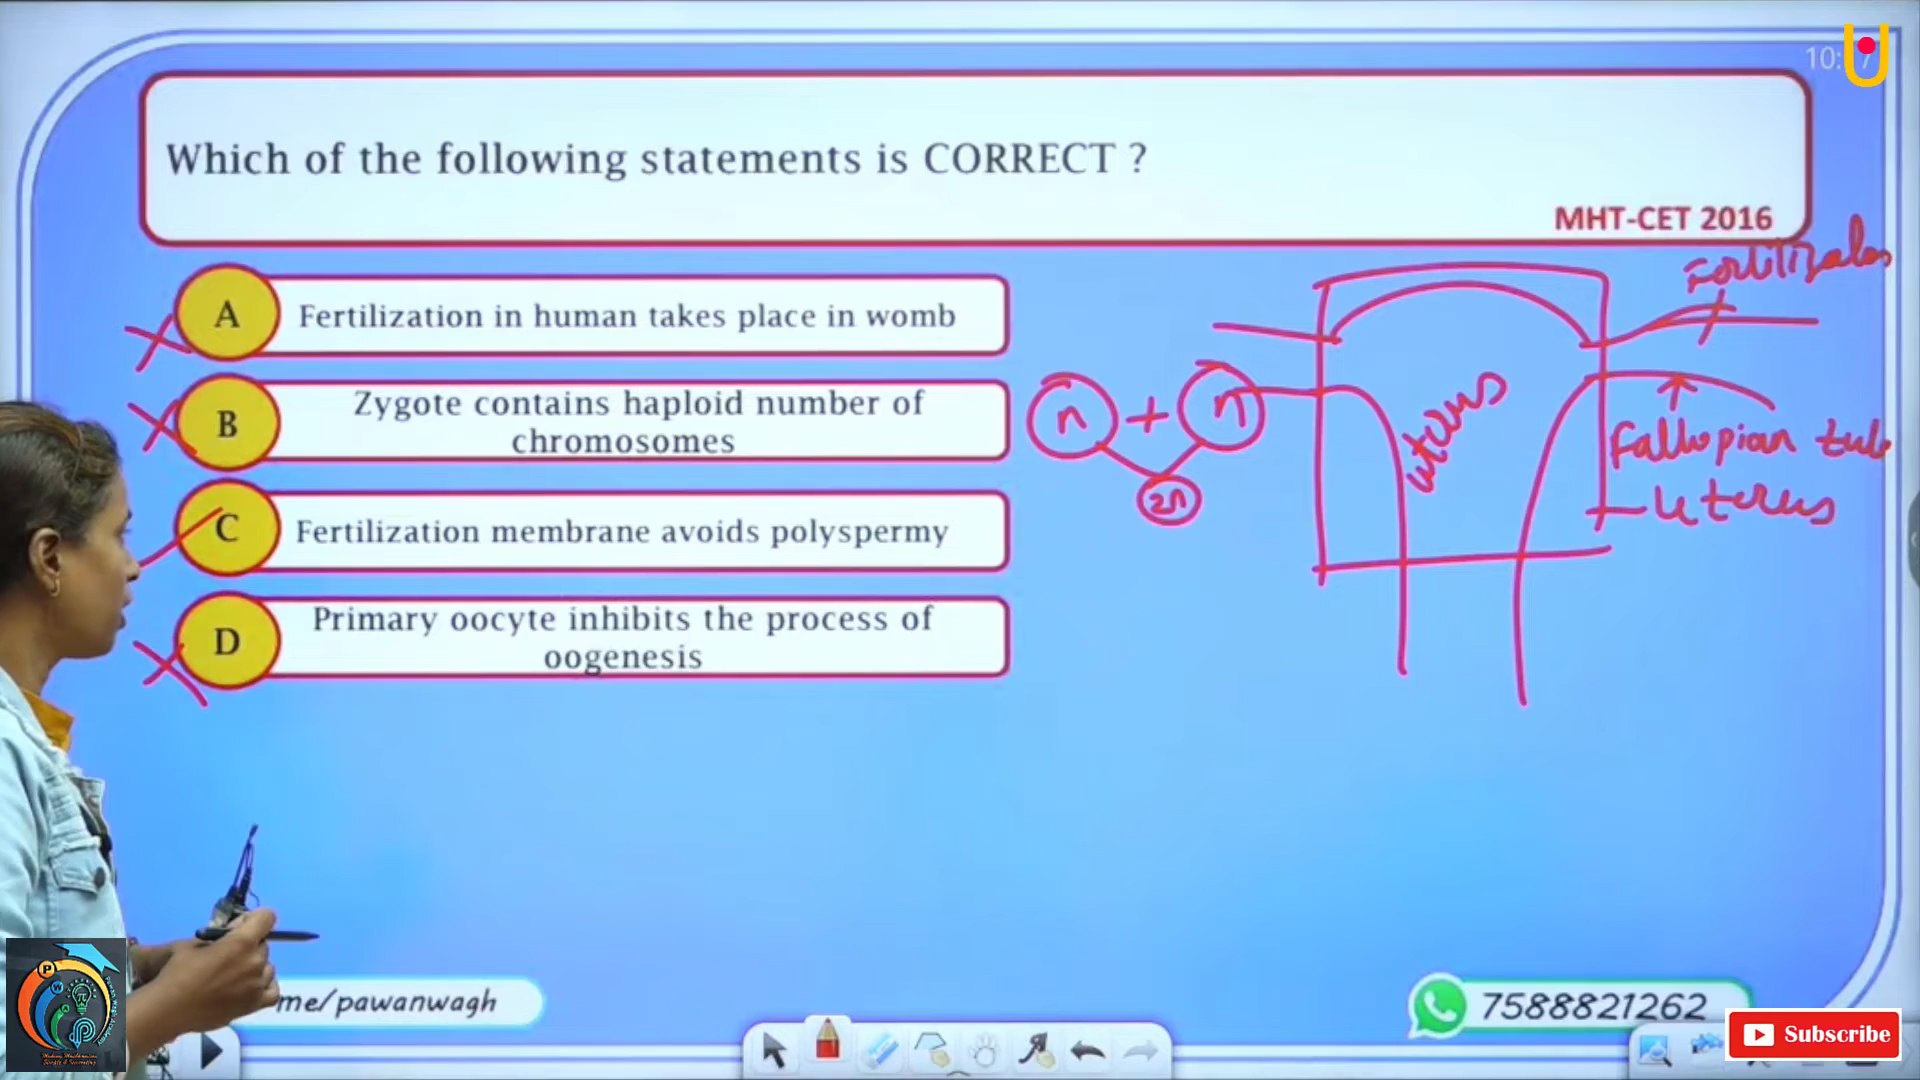 10:
Which of the following statements is CORRECT ?
MHT-CET 2016
A Fertilization in human takes place in womb
B Zygote contains haploid number of
chromosomes
C Fertilization membrane avoids polyspermy
D Primary oocyte inhibits the process of
oogenesis
n + n
2n
uterus
Fallopian tub
uterus
me/pawanwagh
7588821262
Subscribe